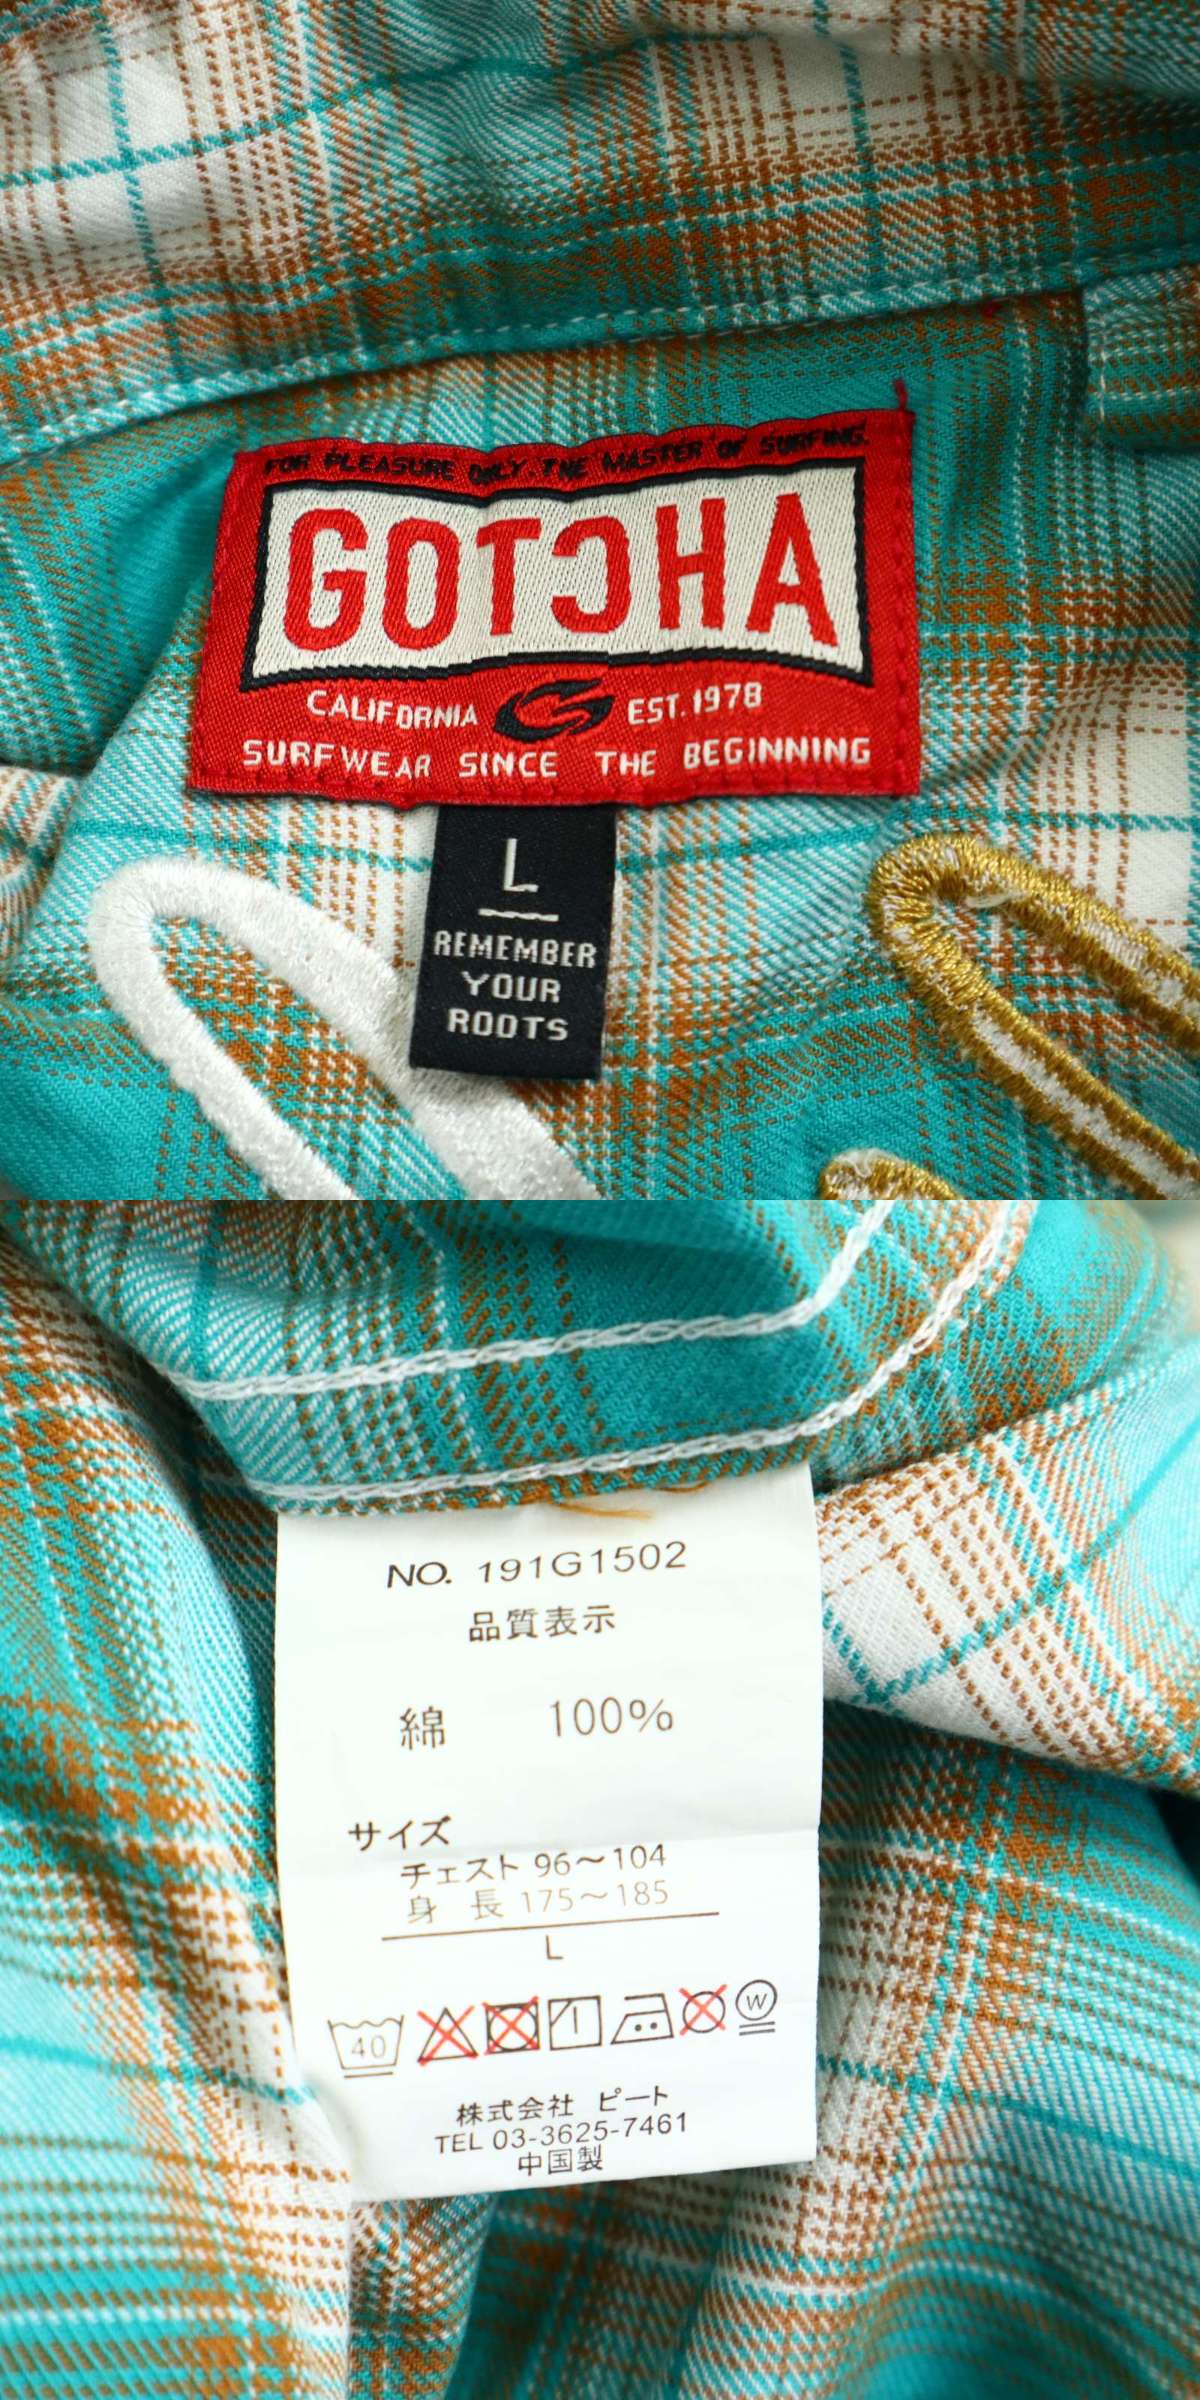 FOR PLEASURE ONLY. THE MASTER OF SURFING.
GOTCHA
CALIFORNIA EST. 1978
SURFWEAR SINCE THE BEGINNING
L
REMEMBER
YOUR
ROOTS
NO. 191G1502
品質表示
綿 100%
サイズ
チェスト 96～104
身 長 175～185
L
40 W
株式会社 ピート
TEL 03-3625-7461
中国製